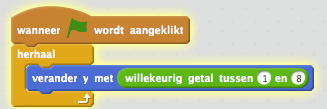 wanneer wordt aangeklikt
herhaal
verander y met willekeurig getal tussen 1 en 8